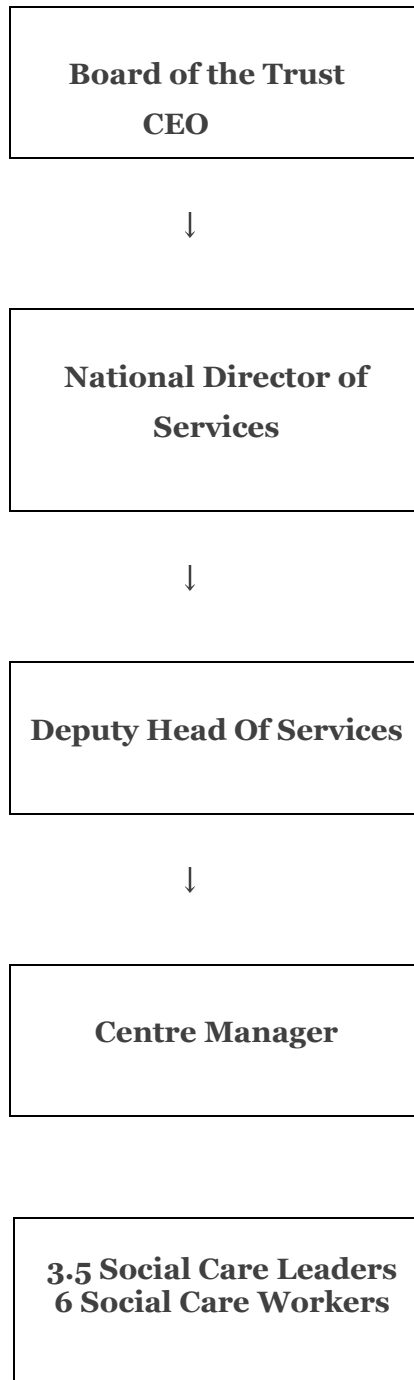 Board of the Trust
CEO
↓
National Director of
Services
↓
Deputy Head Of Services
↓
Centre Manager
3.5 Social Care Leaders
6 Social Care Workers